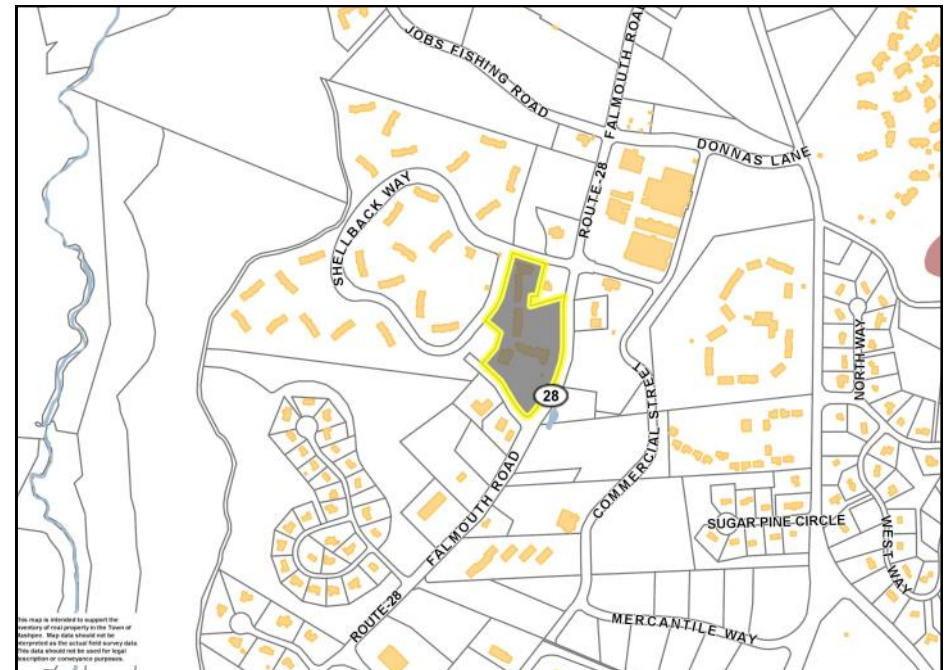 JOBS FISHING ROAD
FALMOUTH ROAD
DONNAS LANE
ROUTE-28
SHELLBACK WAY
NORTH WAY
28
COMMERCIAL STREET
FALMOUTH ROAD
SUGAR PINE CIRCLE
WEST WAY
ROUTE-28
MERCANTILE WAY
This map is intended to support the
inventory of real property in the Town of
Mashpee. Map data should not be
interpreted as the actual field survey data
This data should not be used for legal
description or conveyance purposes.